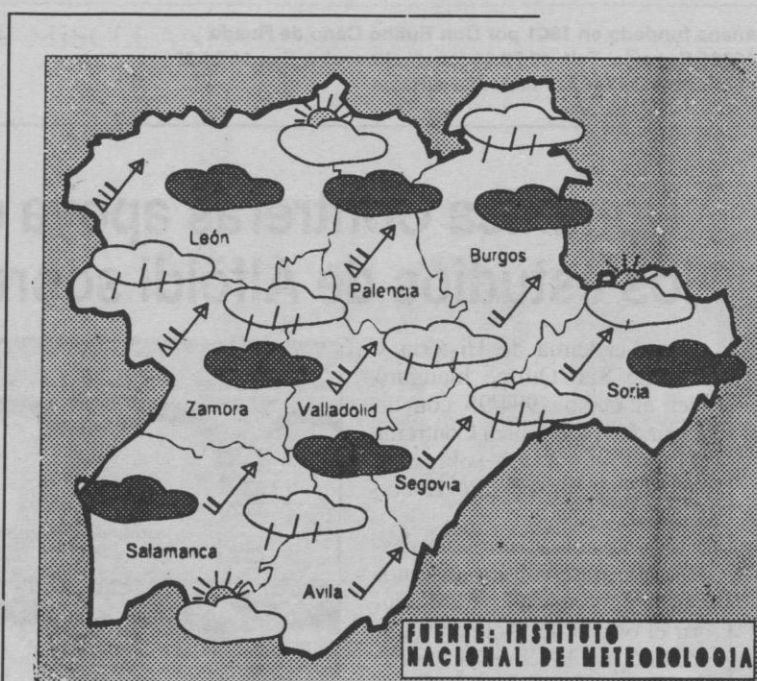 León
Burgos
Palencia
Zamora
Valladolid
Soria
Segovia
Salamanca
Avila
FUENTE: INSTITUTO
NACIONAL DE METEOROLOGIA